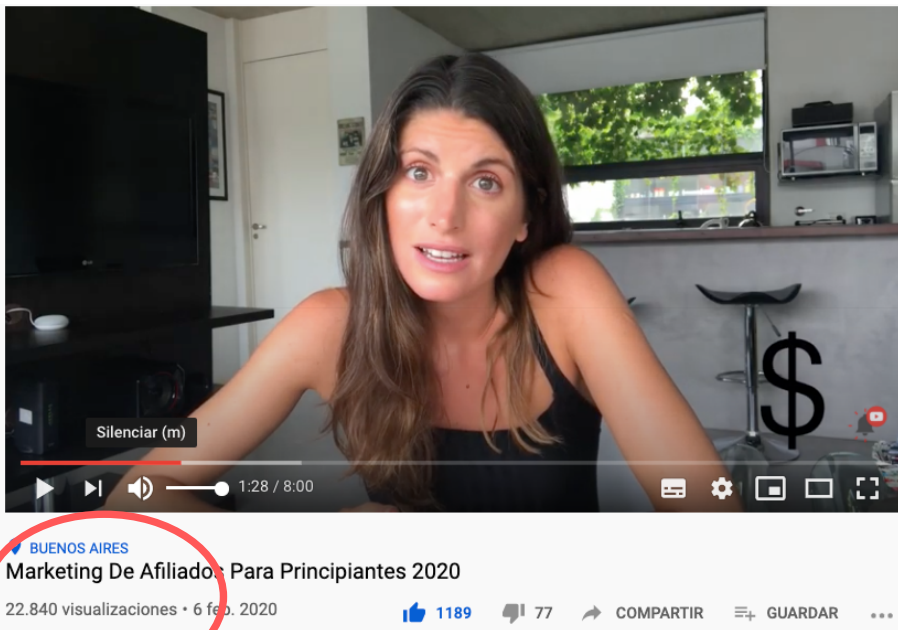 $
Silenciar (m)
1:28 / 8:00
BUENOS AIRES
Marketing De Afiliados Para Principiantes 2020
22.840 visualizaciones • 6 feb. 2020
1189
77
COMPARTIR
GUARDAR